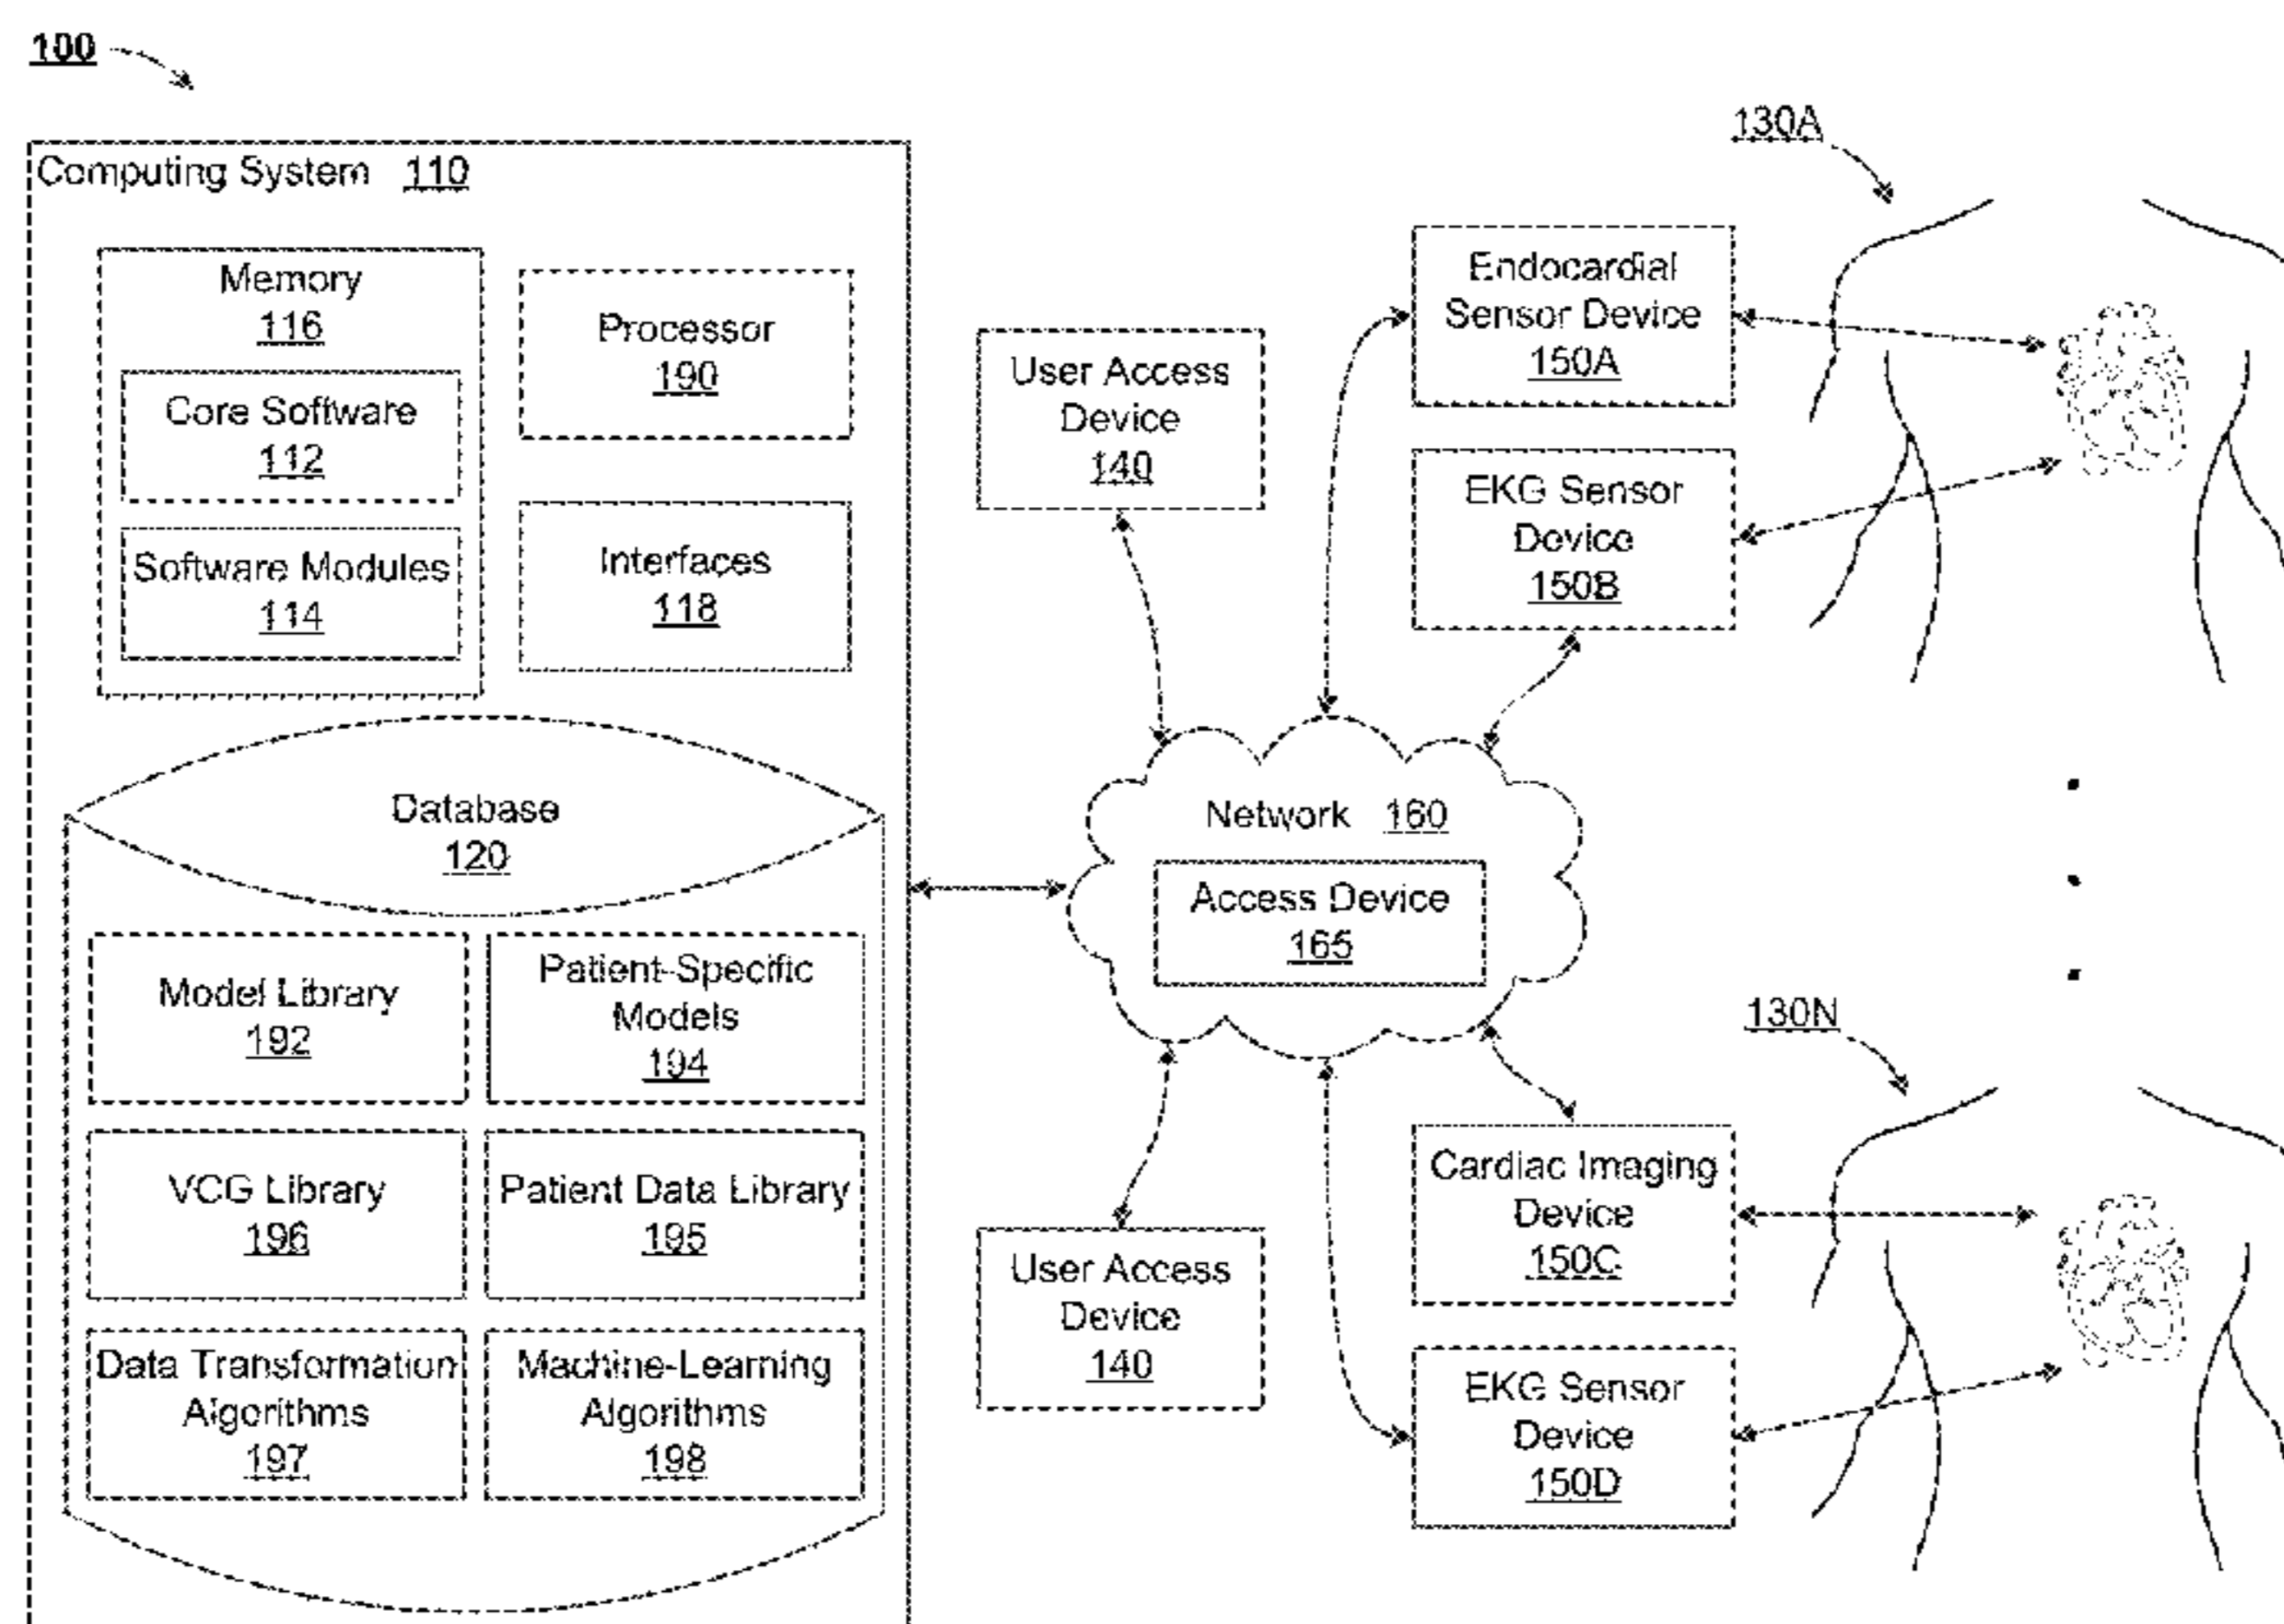 100
Computing System 110
Memory
116
Core Software
112
Software Modules
114
Processor
190
Interfaces
118
Database
120
Model Library
192
Patient-Specific
Models
194
VCG Library
196
Patient Data Library
195
Data Transformation
Algorithms
197
Machine-Learning
Algorithms
198
User Access
Device
140
Network 160
Access Device
165
User Access
Device
140
130A
Endocardial
Sensor Device
150A
EKG Sensor
Device
150B
130N
Cardiac Imaging
Device
150C
EKG Sensor
Device
150D